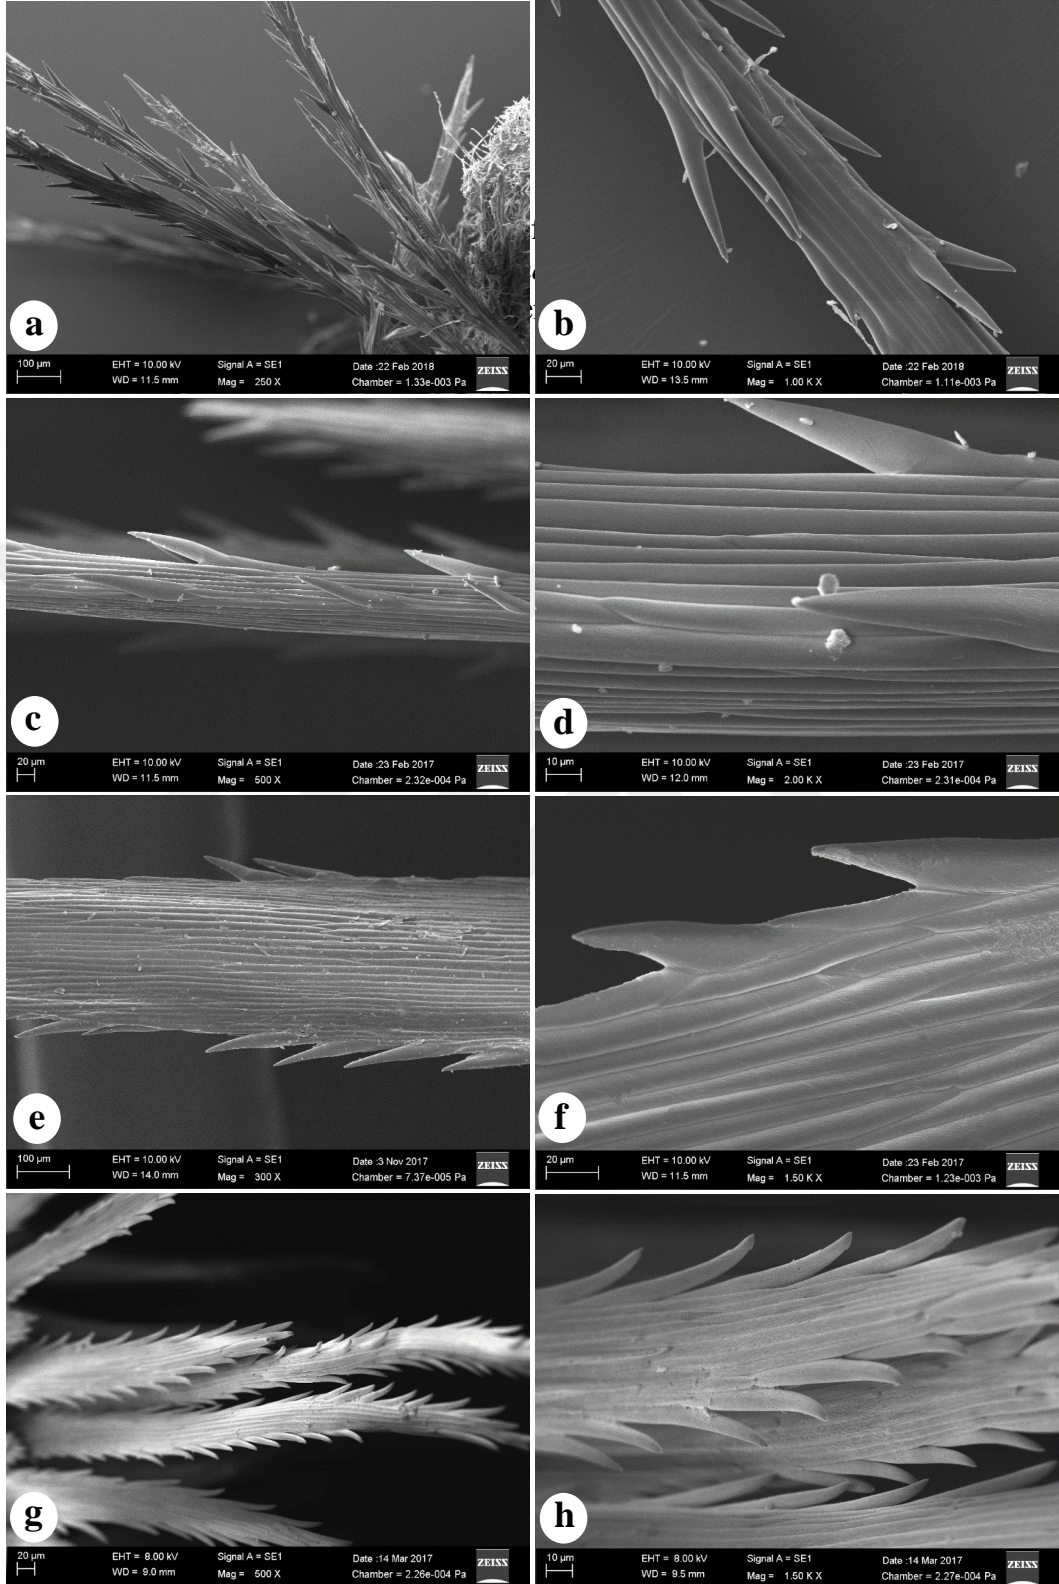 a
100 µm
EHT = 10.00 kV
WD = 11.5 mm
Signal A = SE1
Mag = 250 X
Date :22 Feb 2018
Chamber = 1.33e-003 Pa
ZEISS
b
20 µm
EHT = 10.00 kV
WD = 13.5 mm
Signal A = SE1
Mag = 1.00 K X
Date :22 Feb 2018
Chamber = 1.11e-003 Pa
ZEISS
c
20 µm
EHT = 10.00 kV
WD = 11.5 mm
Signal A = SE1
Mag = 500 X
Date :23 Feb 2017
Chamber = 2.32e-004 Pa
ZEISS
d
10 µm
EHT = 10.00 kV
WD = 12.0 mm
Signal A = SE1
Mag = 2.00 K X
Date :23 Feb 2017
Chamber = 2.31e-004 Pa
ZEISS
e
100 µm
EHT = 10.00 kV
WD = 14.0 mm
Signal A = SE1
Mag = 300 X
Date :3 Nov 2017
Chamber = 7.37e-005 Pa
ZEISS
f
20 µm
EHT = 10.00 kV
WD = 11.5 mm
Signal A = SE1
Mag = 1.50 K X
Date :23 Feb 2017
Chamber = 1.23e-003 Pa
ZEISS
g
20 µm
EHT = 8.00 kV
WD = 9.0 mm
Signal A = SE1
Mag = 500 X
Date :14 Mar 2017
Chamber = 2.26e-004 Pa
ZEISS
h
10 µm
EHT = 8.00 kV
WD = 9.5 mm
Signal A = SE1
Mag = 1.50 K X
Date :14 Mar 2017
Chamber = 2.27e-004 Pa
ZEISS